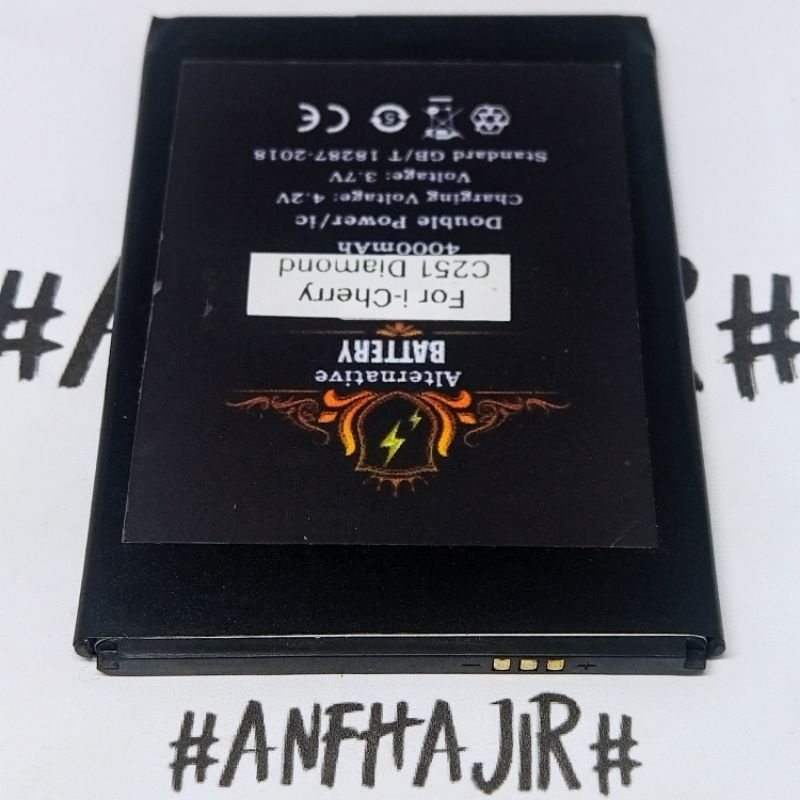 Alternative
BATTERY
For i-Cherry
C251 Diamond
4000mAh
Double Power/ic
Charging Voltage: 4.2V
Voltage: 3.7V
Standard GB/T 18287-2018
CE
5
- +
#ANFHAJIR#